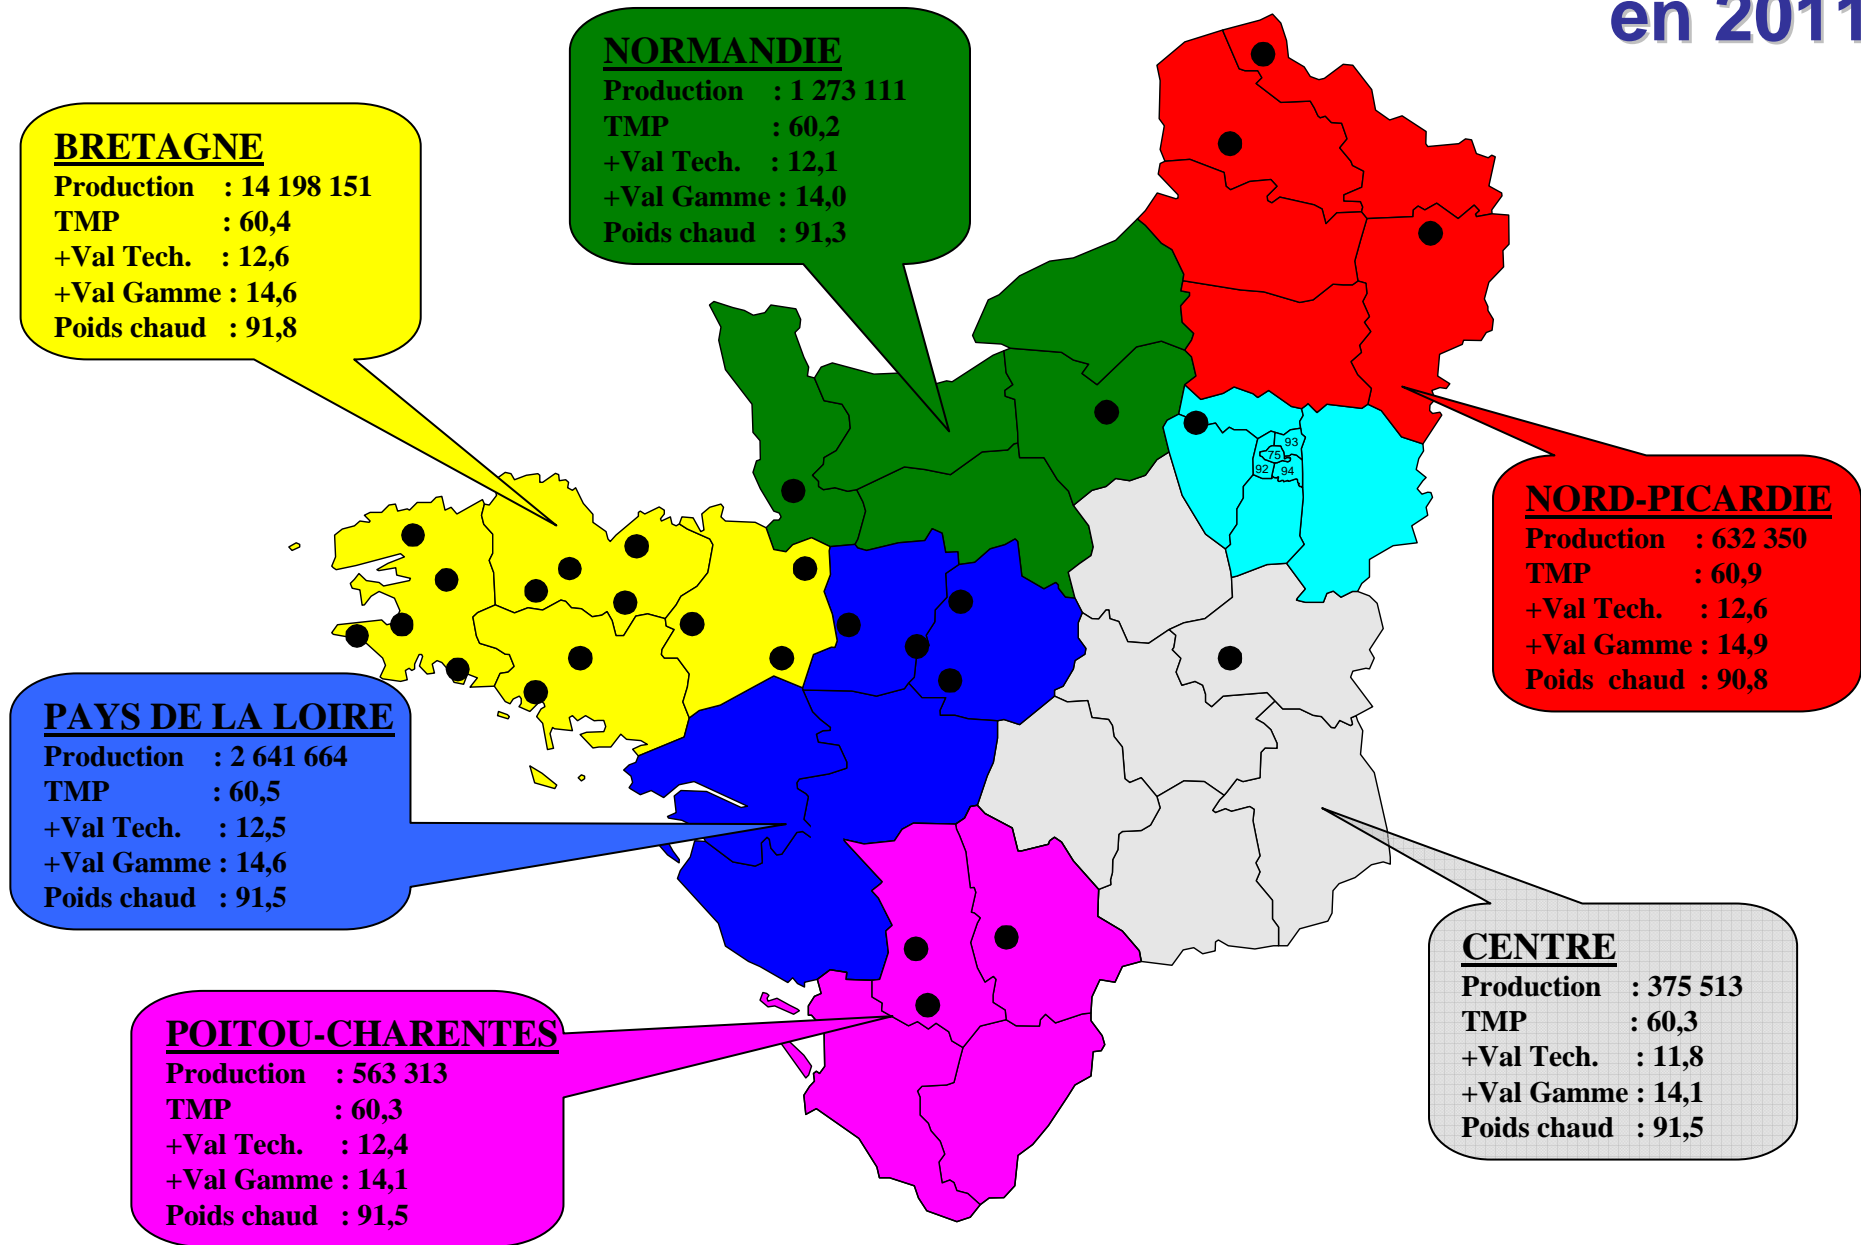 en 2011
NORMANDIE
Production : 1 273 111
TMP : 60,2
+Val Tech. : 12,1
+Val Gamme : 14,0
Poids chaud : 91,3
BRETAGNE
Production : 14 198 151
TMP : 60,4
+Val Tech. : 12,6
+Val Gamme : 14,6
Poids chaud : 91,8
93
75
92 94
NORD-PICARDIE
Production : 632 350
TMP : 60,9
+Val Tech. : 12,6
+Val Gamme : 14,9
Poids chaud : 90,8
PAYS DE LA LOIRE
Production : 2 641 664
TMP : 60,5
+Val Tech. : 12,5
+Val Gamme : 14,6
Poids chaud : 91,5
CENTRE
Production : 375 513
TMP : 60,3
+Val Tech. : 11,8
+Val Gamme : 14,1
Poids chaud : 91,5
POITOU-CHARENTES
Production : 563 313
TMP : 60,3
+Val Tech. : 12,4
+Val Gamme : 14,1
Poids chaud : 91,5